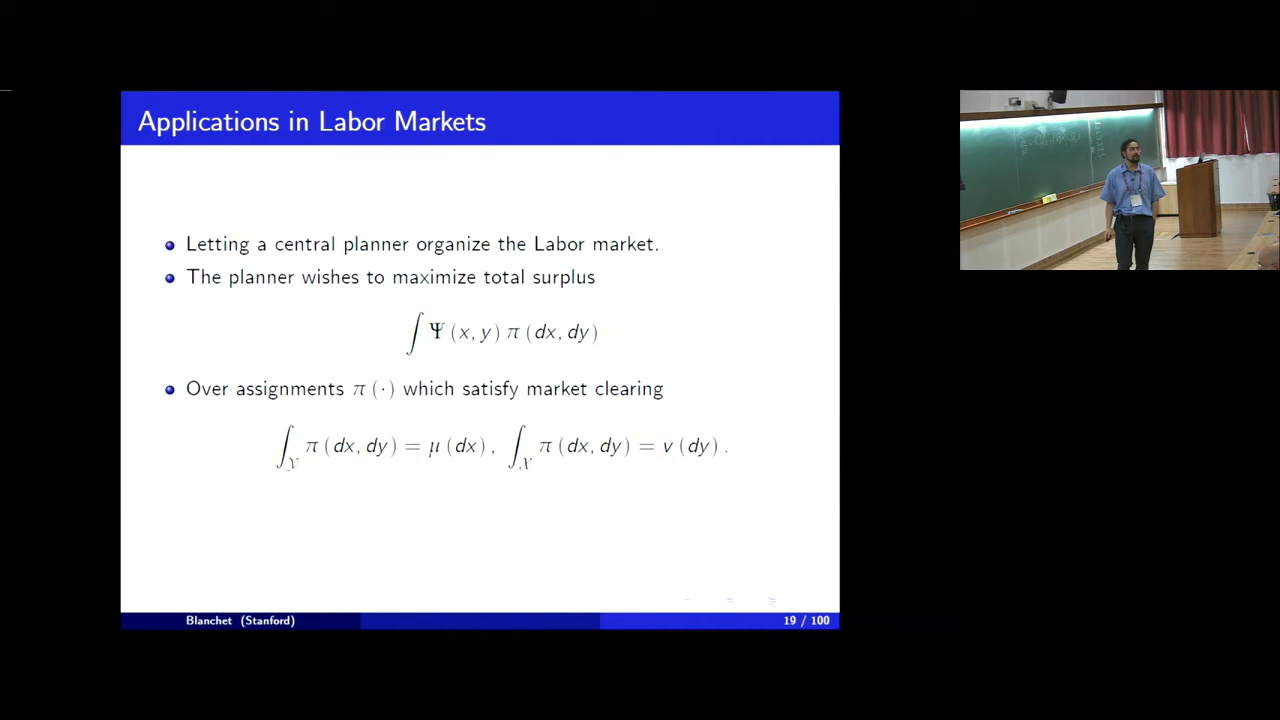 Applications in Labor Markets
Letting a central planner organize the Labor market.
The planner wishes to maximize total surplus
∫ Ψ (x, y) π (dx, dy)
Over assignments π (·) which satisfy market clearing
∫_𝒴 π (dx, dy) = μ (dx) , ∫_𝒳 π (dx, dy) = v (dy) .
Blanchet (Stanford)
19 / 100